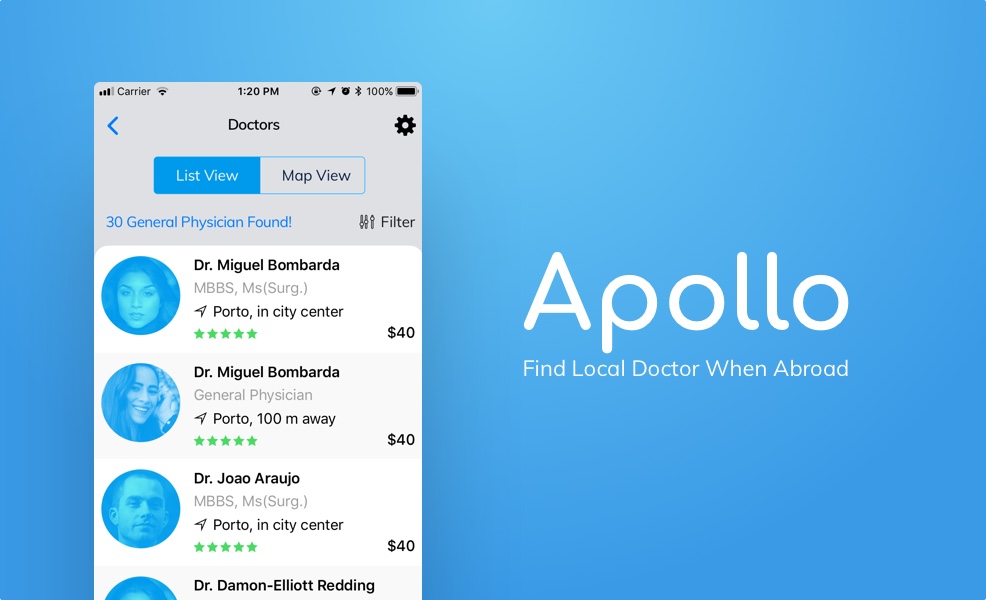 Carrier 1:20 PM 100%
Doctors
List View Map View
30 General Physician Found! Filter
Dr. Miguel Bombarda
MBBS, Ms(Surg.)
Porto, in city center
$40
Dr. Miguel Bombarda
General Physician
Porto, 100 m away
$40
Dr. Joao Araujo
MBBS, Ms(Surg.)
Porto, in city center
$40
Dr. Damon-Elliott Redding
Apollo
Find Local Doctor When Abroad